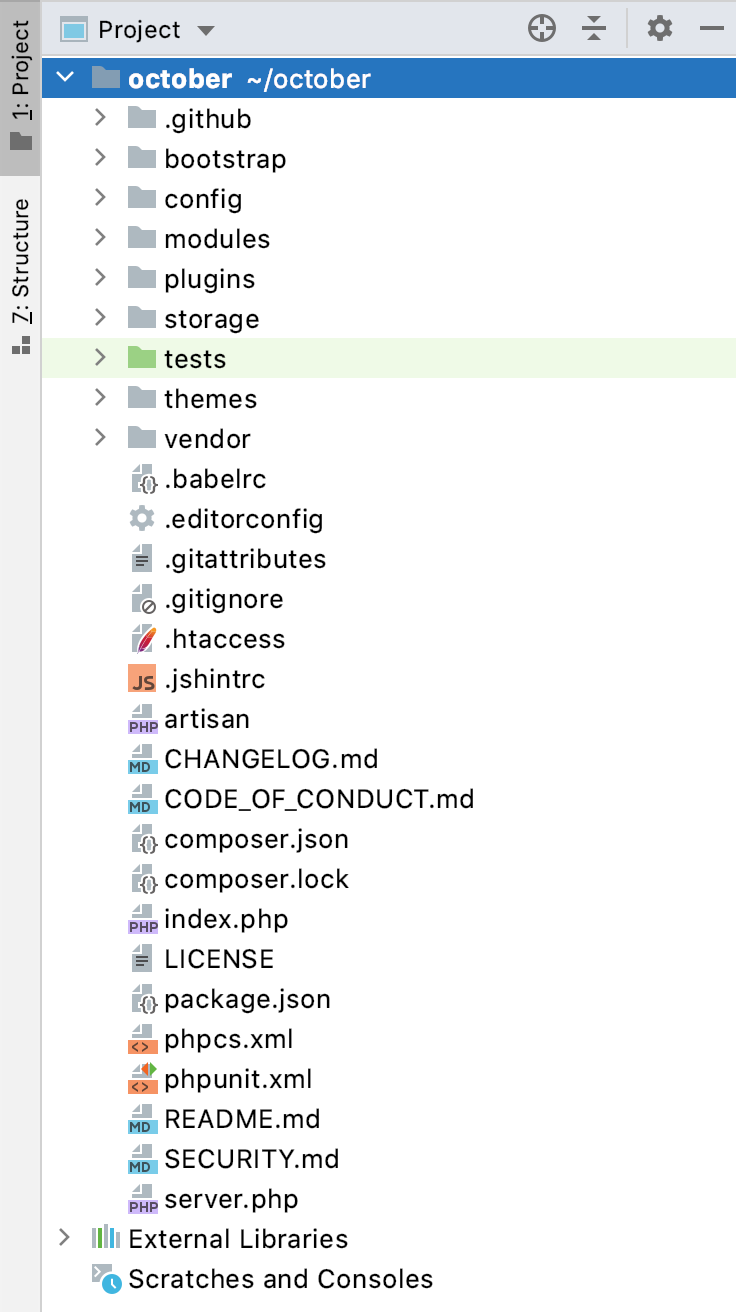 Project
1: Project
7: Structure
october ~/october
.github
bootstrap
config
modules
plugins
storage
tests
themes
vendor
.babelrc
.editorconfig
.gitattributes
.gitignore
.htaccess
JS .jshintrc
PHP artisan
MD CHANGELOG.md
MD CODE_OF_CONDUCT.md
{} composer.json
{} composer.lock
PHP index.php
LICENSE
{} package.json
<> phpcs.xml
<> phpunit.xml
MD README.md
MD SECURITY.md
PHP server.php
External Libraries
Scratches and Consoles